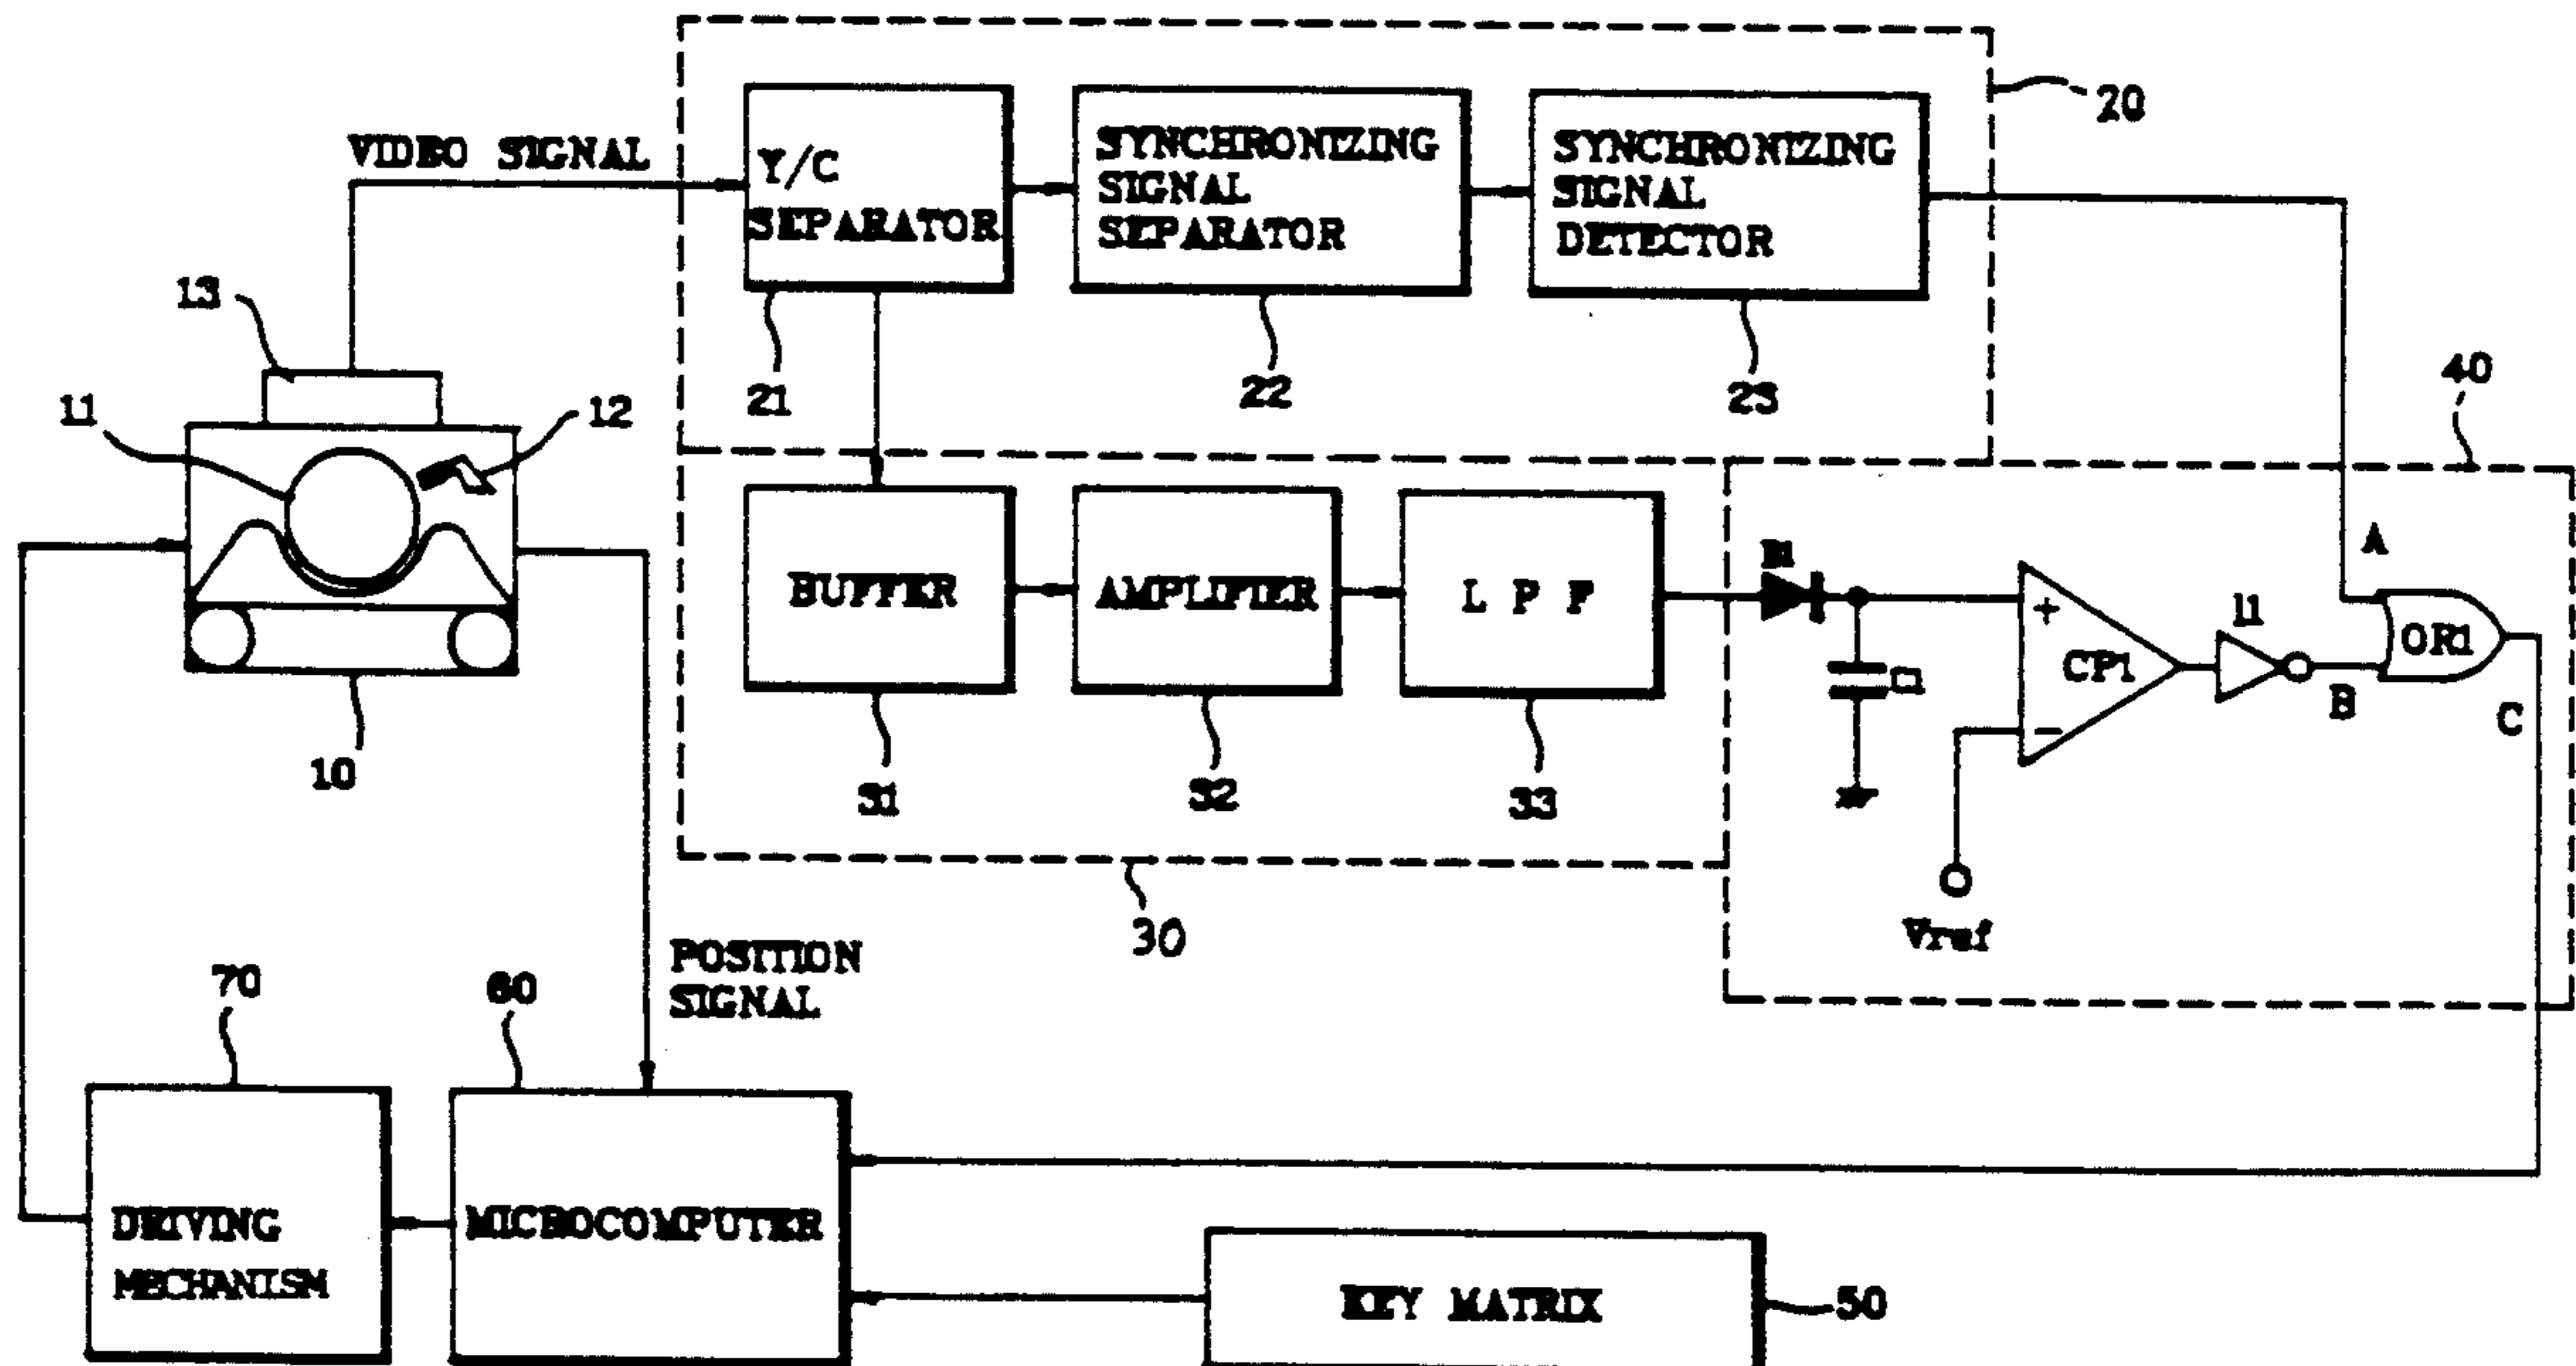 20
VIDEO SIGNAL
Y/C
SEPARATOR
SYNCHRONIZING
SIGNAL
SEPARATOR
SYNCHRONIZING
SIGNAL
DETECTOR
13
21
22
23
40
11
12
A
BUFFER
AMPLIFIER
L P F
D1
+
CP1
−
I1
OR1
C1
B
C
10
31
32
33
Vref
30
POSITION
SIGNAL
70
60
DRIVING
MECHANISM
MICROCOMPUTER
KEY MATRIX
50